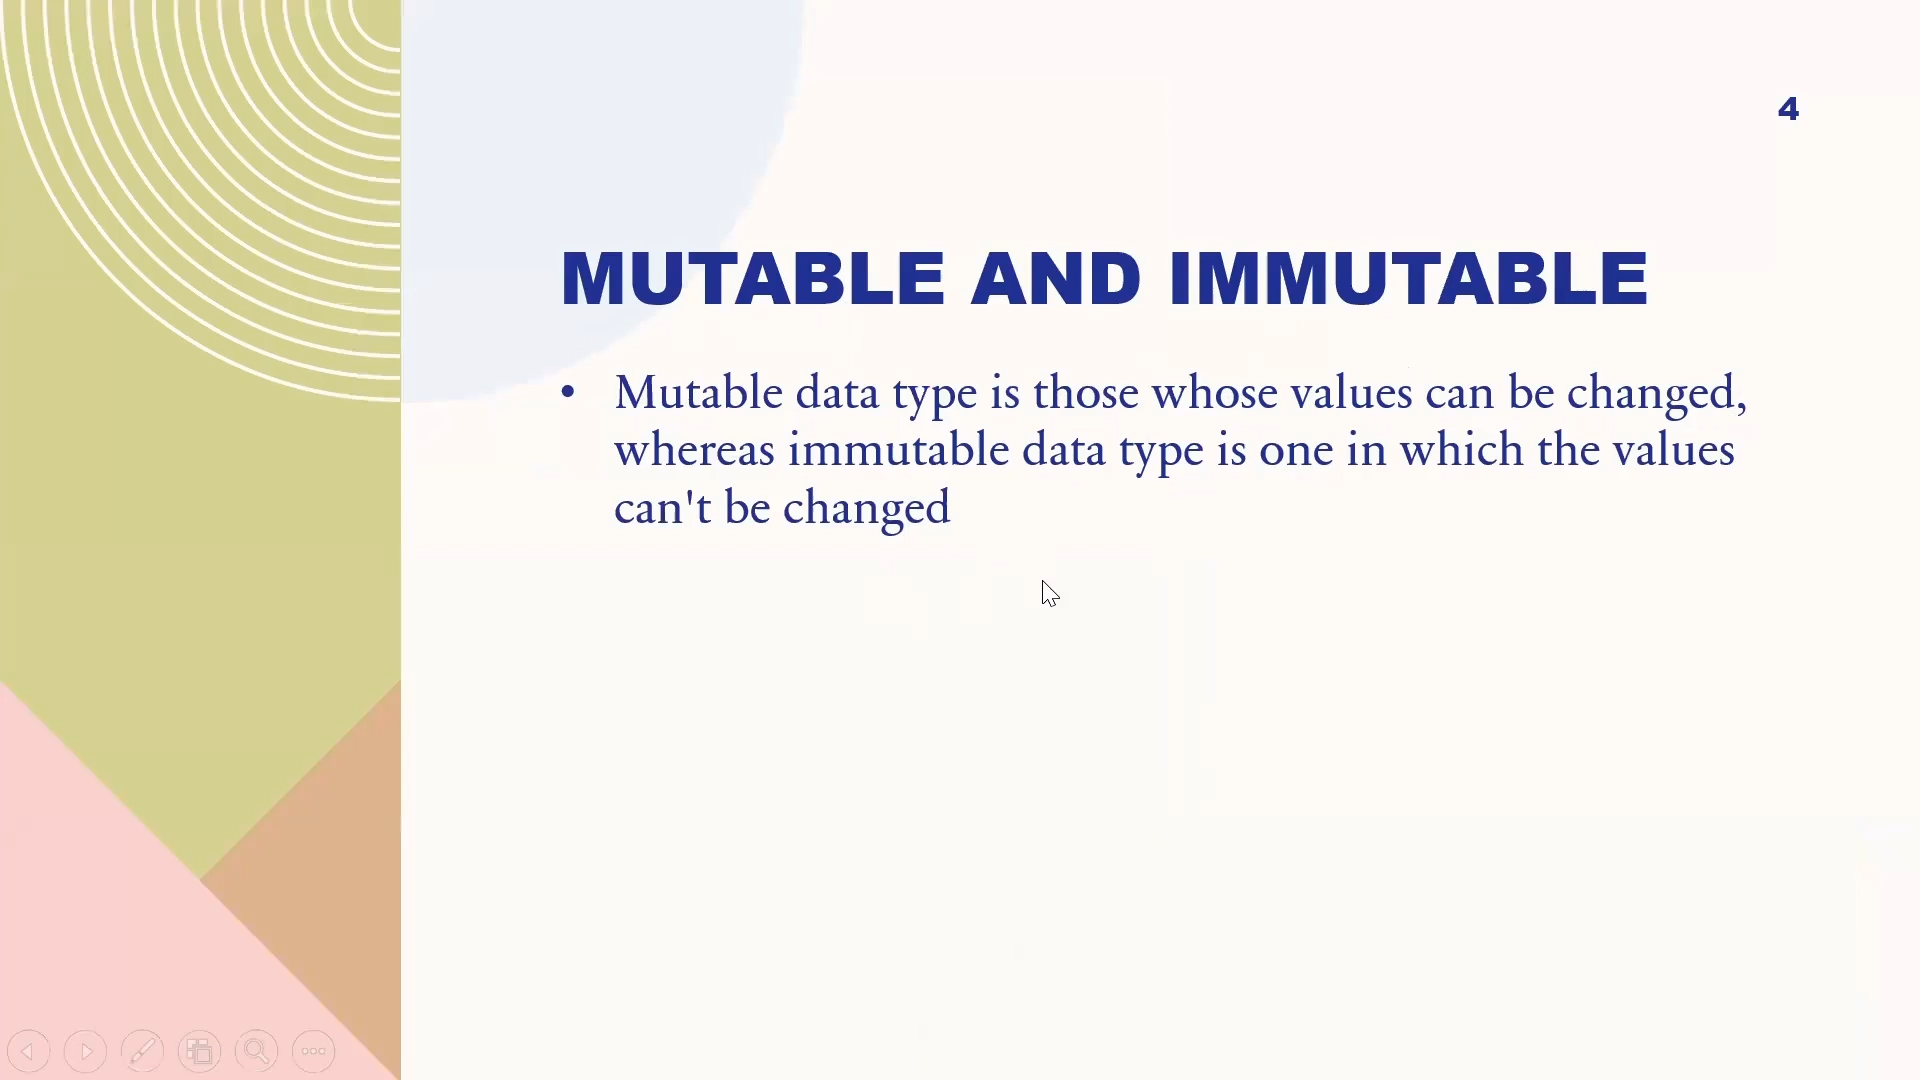 4
MUTABLE AND IMMUTABLE
• Mutable data type is those whose values can be changed,
whereas immutable data type is one in which the values
can't be changed